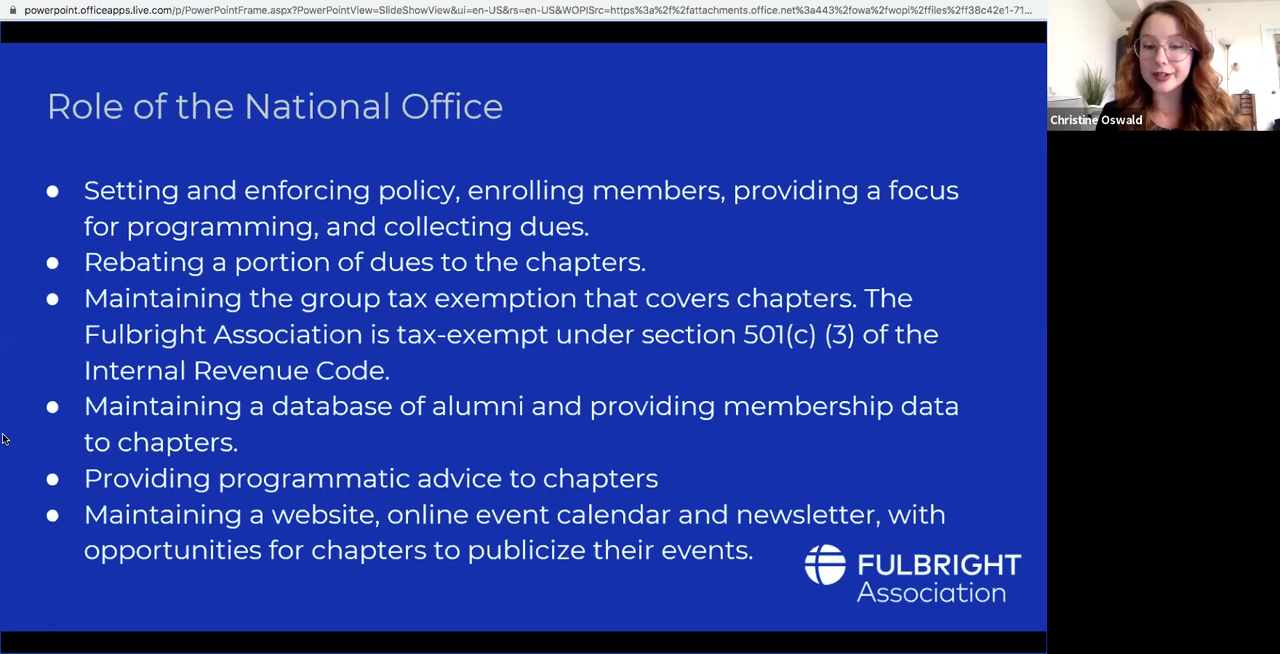 powerpoint.officeapps.live.com/p/PowerPointFrame.aspx?PowerPointView=SlideShowView&ui=en-US&rs=en-US&WOPISrc=https%3a%2f%2fattachments.office.net%3a443%2fowa%2fwopi%2ffiles%2ff38c42e1-71...
Christine Oswald
Role of the National Office
● Setting and enforcing policy, enrolling members, providing a focus
for programming, and collecting dues.
● Rebating a portion of dues to the chapters.
● Maintaining the group tax exemption that covers chapters. The
Fulbright Association is tax-exempt under section 501(c) (3) of the
Internal Revenue Code.
● Maintaining a database of alumni and providing membership data
to chapters.
● Providing programmatic advice to chapters
● Maintaining a website, online event calendar and newsletter, with
opportunities for chapters to publicize their events.
FULBRIGHT
Association